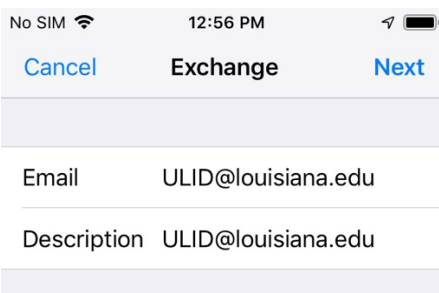 No SIM 12:56 PM
Cancel Exchange Next
Email ULID@louisiana.edu
Description ULID@louisiana.edu